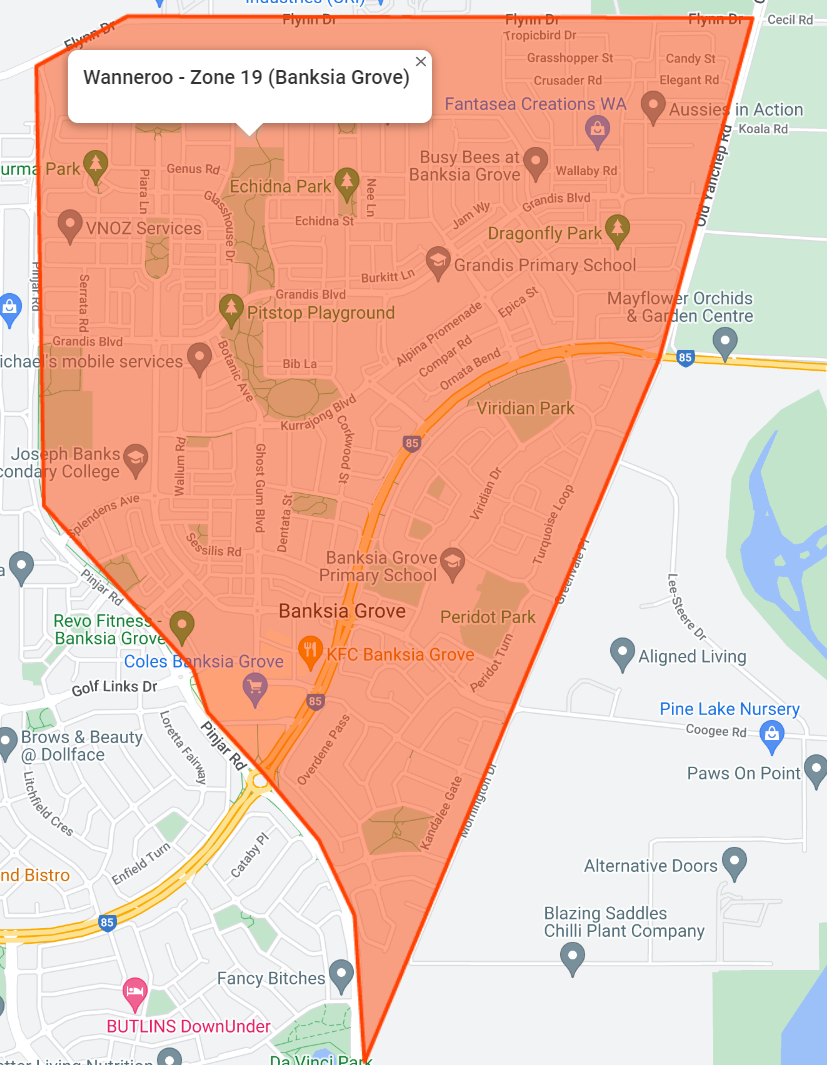 Industries (CRI)
Flynn Dr
Flynn Dr
Flynn Dr
Flynn Dr
Cecil Rd
Tropicbird Dr
Grasshopper St
Candy St
Crusader Rd
Elegant Rd
Wanneroo - Zone 19 (Banksia Grove)
×
Fantasea Creations WA
Aussies in Action
Koala Rd
Old Yanchep Rd
Busy Bees at
Banksia Grove
Wallaby Rd
urma Park
Genus Rd
Piara Ln
Echidna Park
Nee Ln
Glasshouse Dr
Grandis Blvd
Jam Wy
Echidna St
VNOZ Services
Dragonfly Park
Grandis Primary School
Pinjar Rd
Serrata Rd
Burkitt Ln
Grandis Blvd
Epica St
Mayflower Orchids
& Garden Centre
Pitstop Playground
Alpina Promenade
Grandis Blvd
Compar Rd
Ornata Bend
85
ichael's mobile services
Botanic Ave
Bib La
Kurrajong Blvd
Viridian Park
Corkwood St
85
Joseph Banks
condary College
Wallum Rd
Ghost Gum Blvd
Viridian Dr
Turquoise Loop
Splendens Ave
Dentata St
Sessilis Rd
Banksia Grove
Primary School
Greenvale Pl
Pinjar Rd
Lee-Steere Dr
Banksia Grove
Peridot Park
Revo Fitness -
Banksia Grove
KFC Banksia Grove
Peridot Turn
Aligned Living
Coles Banksia Grove
Golf Links Dr
85
Pine Lake Nursery
Coogee Rd
Loretta Fairway
Pinjar Rd
Overdene Pass
Brows & Beauty
@ Dollface
Paws On Point
Litchfield Cres
Kandalee Gate
Mornington Dr
Cataby Pl
Enfield Turn
nd Bistro
Alternative Doors
85
Blazing Saddles
Chilli Plant Company
Fancy Bitches
BUTLINS DownUnder
Da Vinci Park
etter Living Nutrition